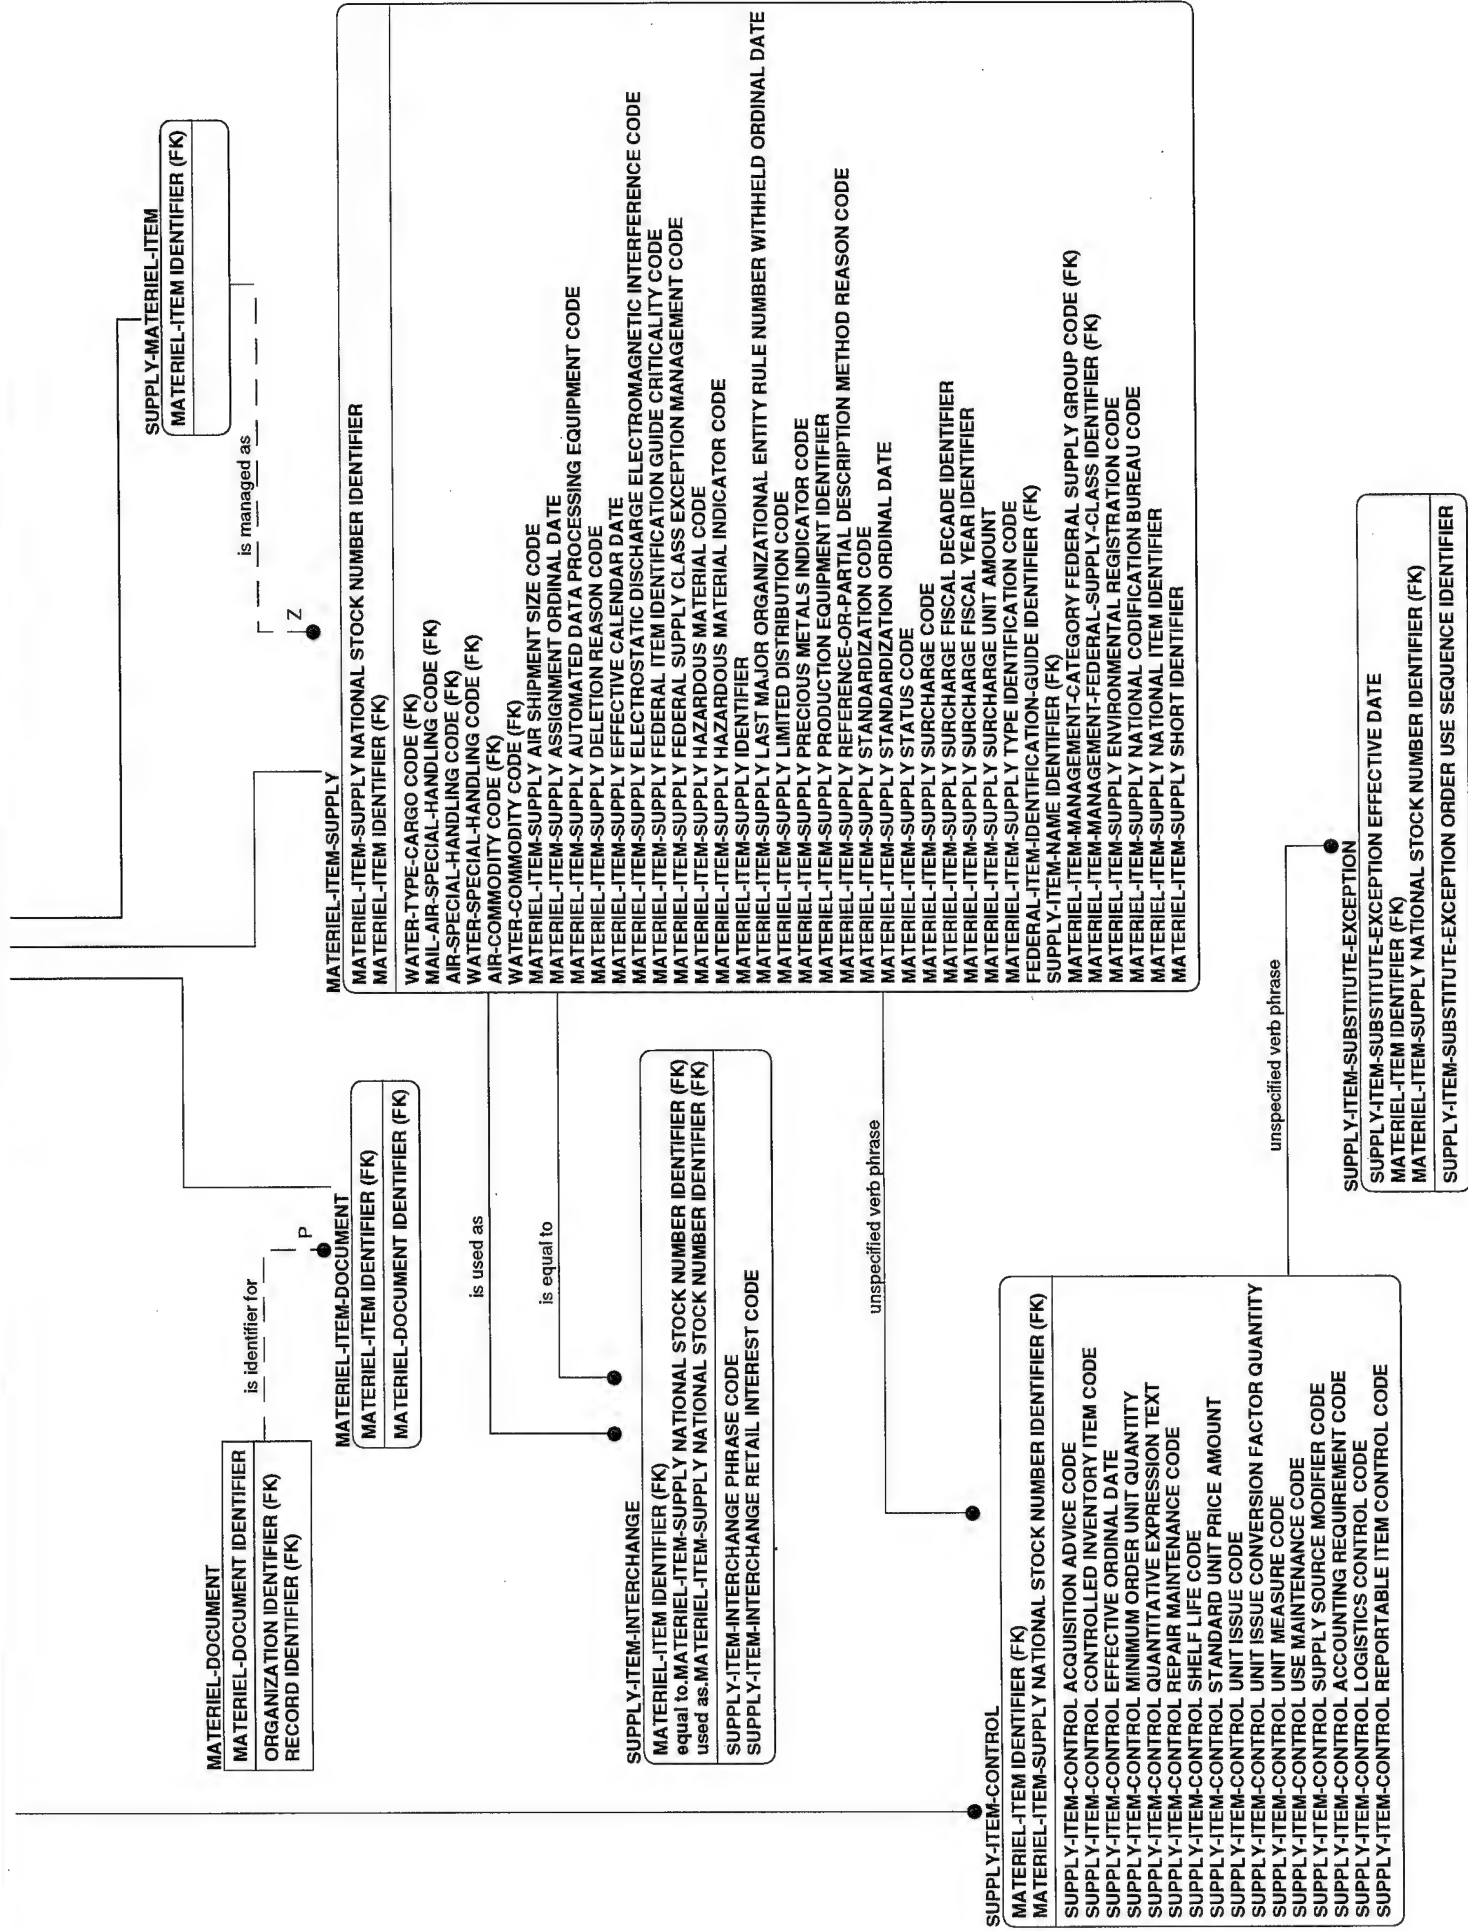 SUPPLY-MATERIEL-ITEM
MATERIEL-ITEM IDENTIFIER (FK)
is managed as
Z
MATERIEL-DOCUMENT
MATERIEL-DOCUMENT IDENTIFIER
ORGANIZATION IDENTIFIER (FK)
RECORD IDENTIFIER (FK)
is identifier for
P
MATERIEL-ITEM-DOCUMENT
MATERIEL-ITEM IDENTIFIER (FK)
MATERIEL-DOCUMENT IDENTIFIER (FK)
MATERIEL-ITEM-SUPPLY
MATERIEL-ITEM-SUPPLY NATIONAL STOCK NUMBER IDENTIFIER
MATERIEL-ITEM IDENTIFIER (FK)
WATER-TYPE-CARGO CODE (FK)
MAIL-AIR-SPECIAL-HANDLING CODE (FK)
AIR-SPECIAL-HANDLING CODE (FK)
WATER-SPECIAL-HANDLING CODE (FK)
AIR-COMMODITY CODE (FK)
WATER-COMMODITY CODE (FK)
MATERIEL-ITEM-SUPPLY AIR SHIPMENT SIZE CODE
MATERIEL-ITEM-SUPPLY ASSIGNMENT ORDINAL DATE
MATERIEL-ITEM-SUPPLY AUTOMATED DATA PROCESSING EQUIPMENT CODE
MATERIEL-ITEM-SUPPLY DELETION REASON CODE
MATERIEL-ITEM-SUPPLY EFFECTIVE CALENDAR DATE
MATERIEL-ITEM-SUPPLY ELECTROSTATIC DISCHARGE ELECTROMAGNETIC INTERFERENCE CODE
MATERIEL-ITEM-SUPPLY FEDERAL ITEM IDENTIFICATION GUIDE CRITICALITY CODE
MATERIEL-ITEM-SUPPLY FEDERAL SUPPLY CLASS EXCEPTION MANAGEMENT CODE
MATERIEL-ITEM-SUPPLY HAZARDOUS MATERIAL CODE
MATERIEL-ITEM-SUPPLY HAZARDOUS MATERIAL INDICATOR CODE
MATERIEL-ITEM-SUPPLY IDENTIFIER
MATERIEL-ITEM-SUPPLY LAST MAJOR ORGANIZATIONAL ENTITY RULE NUMBER WITHHELD ORDINAL DATE
MATERIEL-ITEM-SUPPLY LIMITED DISTRIBUTION CODE
MATERIEL-ITEM-SUPPLY PRECIOUS METALS INDICATOR CODE
MATERIEL-ITEM-SUPPLY PRODUCTION EQUIPMENT IDENTIFIER
MATERIEL-ITEM-SUPPLY REFERENCE-OR-PARTIAL DESCRIPTION METHOD REASON CODE
MATERIEL-ITEM-SUPPLY STANDARDIZATION CODE
MATERIEL-ITEM-SUPPLY STANDARDIZATION ORDINAL DATE
MATERIEL-ITEM-SUPPLY STATUS CODE
MATERIEL-ITEM-SUPPLY SURCHARGE CODE
MATERIEL-ITEM-SUPPLY SURCHARGE FISCAL DECADE IDENTIFIER
MATERIEL-ITEM-SUPPLY SURCHARGE FISCAL YEAR IDENTIFIER
MATERIEL-ITEM-SUPPLY SURCHARGE UNIT AMOUNT
MATERIEL-ITEM-SUPPLY TYPE IDENTIFICATION CODE
FEDERAL-ITEM-IDENTIFICATION-GUIDE IDENTIFIER (FK)
SUPPLY-ITEM-NAME IDENTIFIER (FK)
MATERIEL-ITEM-MANAGEMENT-CATEGORY FEDERAL SUPPLY GROUP CODE (FK)
MATERIEL-ITEM-MANAGEMENT-FEDERAL-SUPPLY-CLASS IDENTIFIER (FK)
MATERIEL-ITEM-SUPPLY ENVIRONMENTAL REGISTRATION CODE
MATERIEL-ITEM-SUPPLY NATIONAL CODIFICATION BUREAU CODE
MATERIEL-ITEM-SUPPLY NATIONAL ITEM IDENTIFIER
MATERIEL-ITEM-SUPPLY SHORT IDENTIFIER
is used as
is equal to
SUPPLY-ITEM-INTERCHANGE
MATERIEL-ITEM IDENTIFIER (FK)
equal to.MATERIEL-ITEM-SUPPLY NATIONAL STOCK NUMBER IDENTIFIER (FK)
used as.MATERIEL-ITEM-SUPPLY NATIONAL STOCK NUMBER IDENTIFIER (FK)
SUPPLY-ITEM-INTERCHANGE PHRASE CODE
SUPPLY-ITEM-INTERCHANGE RETAIL INTEREST CODE
unspecified verb phrase
SUPPLY-ITEM-CONTROL
MATERIEL-ITEM IDENTIFIER (FK)
MATERIEL-ITEM-SUPPLY NATIONAL STOCK NUMBER IDENTIFIER (FK)
SUPPLY-ITEM-CONTROL ACQUISITION ADVICE CODE
SUPPLY-ITEM-CONTROL CONTROLLED INVENTORY ITEM CODE
SUPPLY-ITEM-CONTROL EFFECTIVE ORDINAL DATE
SUPPLY-ITEM-CONTROL MINIMUM ORDER UNIT QUANTITY
SUPPLY-ITEM-CONTROL QUANTITATIVE EXPRESSION TEXT
SUPPLY-ITEM-CONTROL REPAIR MAINTENANCE CODE
SUPPLY-ITEM-CONTROL SHELF LIFE CODE
SUPPLY-ITEM-CONTROL STANDARD UNIT PRICE AMOUNT
SUPPLY-ITEM-CONTROL UNIT ISSUE CODE
SUPPLY-ITEM-CONTROL UNIT ISSUE CONVERSION FACTOR QUANTITY
SUPPLY-ITEM-CONTROL UNIT MEASURE CODE
SUPPLY-ITEM-CONTROL USE MAINTENANCE CODE
SUPPLY-ITEM-CONTROL SUPPLY SOURCE MODIFIER CODE
SUPPLY-ITEM-CONTROL ACCOUNTING REQUIREMENT CODE
SUPPLY-ITEM-CONTROL LOGISTICS CONTROL CODE
SUPPLY-ITEM-CONTROL REPORTABLE ITEM CONTROL CODE
unspecified verb phrase
SUPPLY-ITEM-SUBSTITUTE-EXCEPTION
SUPPLY-ITEM-SUBSTITUTE-EXCEPTION EFFECTIVE DATE
MATERIEL-ITEM IDENTIFIER (FK)
MATERIEL-ITEM-SUPPLY NATIONAL STOCK NUMBER IDENTIFIER (FK)
SUPPLY-ITEM-SUBSTITUTE-EXCEPTION ORDER USE SEQUENCE IDENTIFIER